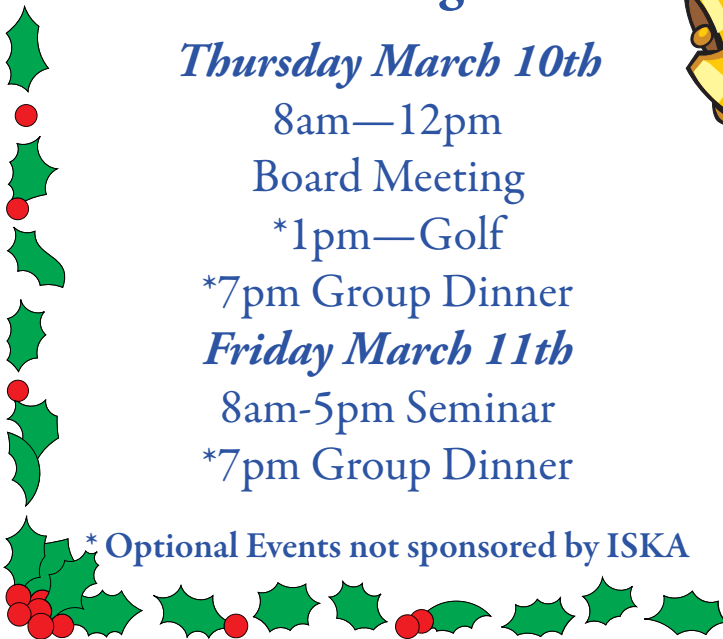 Thursday March 10th
8am—12pm
Board Meeting
*1pm—Golf
*7pm Group Dinner
Friday March 11th
8am-5pm Seminar
*7pm Group Dinner
* Optional Events not sponsored by ISKA